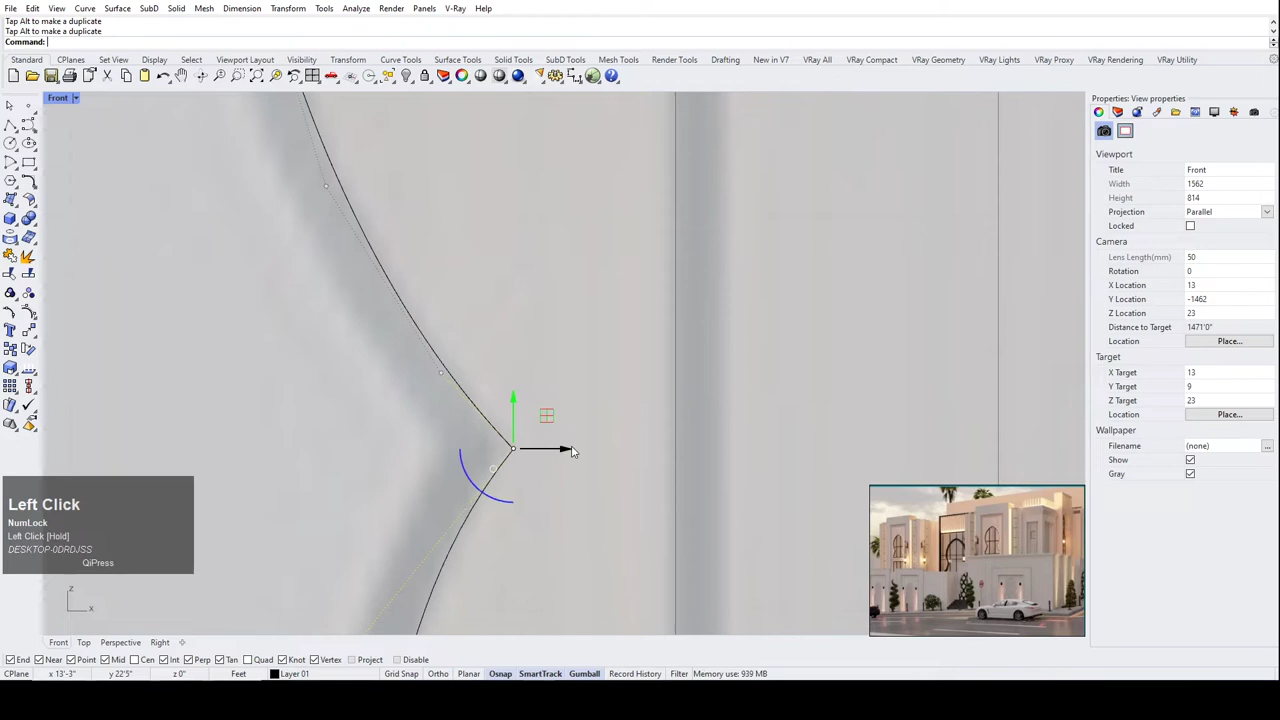 File Edit View Curve Surface SubD Solid Mesh Dimension Transform Tools Analyze Render Panels V-Ray Help
Tap Alt to make a duplicate
Tap Alt to make a duplicate
Command:
Standard CPlanes Set View Display Select Viewport Layout Visibility Transform Curve Tools Surface Tools Solid Tools SubD Tools Mesh Tools Render Tools Drafting New in V7 VRay All VRay Compact VRay Geometry VRay Lights VRay Proxy VRay Rendering VRay Utility
Front
Properties: View properties
Viewport
Title Front
Width 1562
Height 814
Projection Parallel
Locked
Camera
Lens Length(mm) 50
Rotation 0
X Location 13
Y Location -1462
Z Location 23
Distance to Target 1471'0"
Location Place...
Target
X Target 13
Y Target 9
Z Target 23
Location Place...
Wallpaper
Filename (none) ...
Show
Gray
Left Click
NumLock
Left Click [Hold]
DESKTOP-0DRDJSS
QiPress
z
x
Front Top Perspective Right
End Near Point Mid Cen Int Perp Tan Quad Knot Vertex Project Disable
CPlane x 13'-3" y 22'5" z 0" Feet Layer 01 Grid Snap Ortho Planar Osnap SmartTrack Gumball Record History Filter Memory use: 939 MB